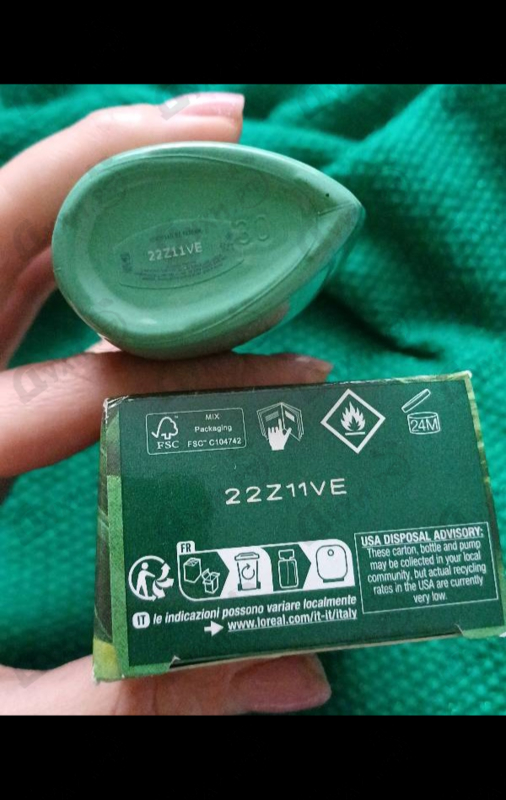 22Z11VE
30
MIX
Packaging
FSC™ C104742
FSC
24M
22Z11VE
FR
IT le indicazioni possono variare localmente
www.loreal.com/it-it/italy
USA DISPOSAL ADVISORY:
These carton, bottle and pump
may be collected in your local
community, but actual recycling
rates in the USA are currently
very low.